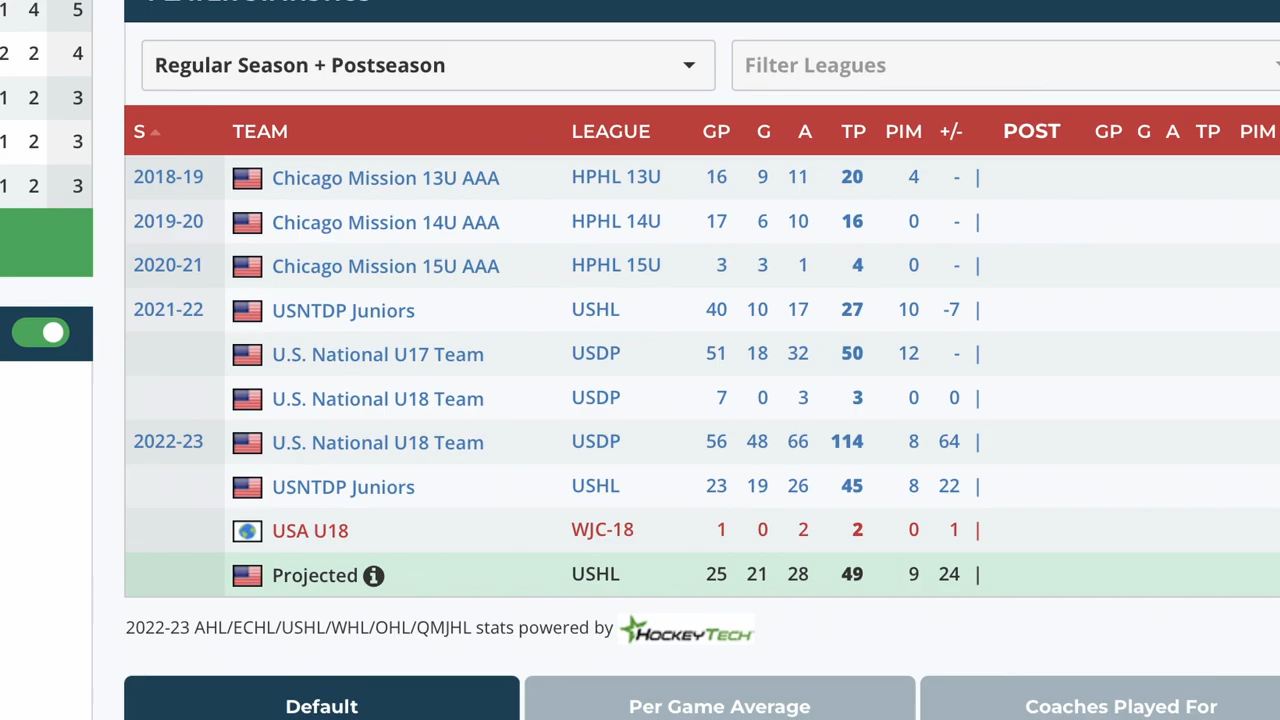 1 4 5
2 2 4
1 2 3
1 2 3
1 2 3
Regular Season + Postseason
Filter Leagues
S TEAM LEAGUE GP G A TP PIM +/- POST GP G A TP PIM
2018-19 Chicago Mission 13U AAA HPHL 13U 16 9 11 20 4 - |
2019-20 Chicago Mission 14U AAA HPHL 14U 17 6 10 16 0 - |
2020-21 Chicago Mission 15U AAA HPHL 15U 3 3 1 4 0 - |
2021-22 USNTDP Juniors USHL 40 10 17 27 10 -7 |
U.S. National U17 Team USDP 51 18 32 50 12 - |
U.S. National U18 Team USDP 7 0 3 3 0 0 |
2022-23 U.S. National U18 Team USDP 56 48 66 114 8 64 |
USNTDP Juniors USHL 23 19 26 45 8 22 |
USA U18 WJC-18 1 0 2 2 0 1 |
Projected USHL 25 21 28 49 9 24 |
2022-23 AHL/ECHL/USHL/WHL/OHL/QMJHL stats powered by HOCKEYTECH
Default
Per Game Average
Coaches Played For